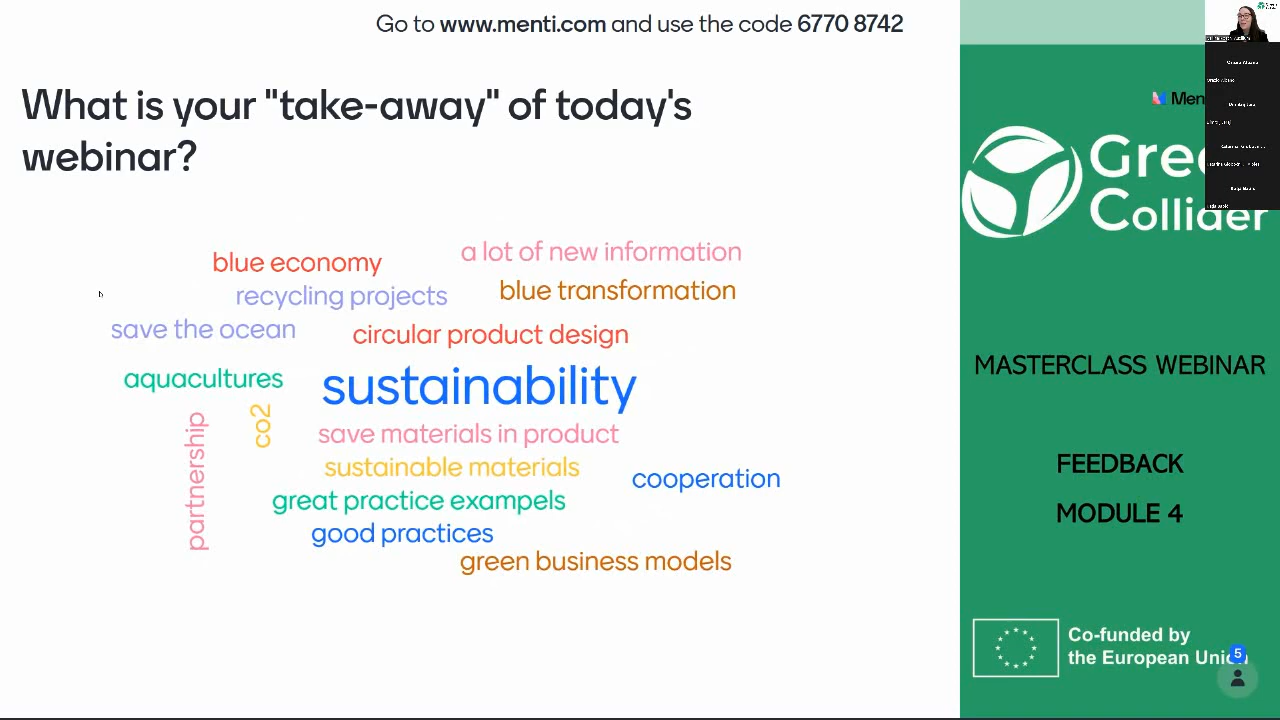 Go to www.menti.com and use the code 6770 8742
What is your "take-away" of today's
webinar?
blue economy
a lot of new information
recycling projects
blue transformation
save the ocean
circular product design
aquacultures
sustainability
co2
partnership
save materials in product
sustainable materials
cooperation
great practice exampels
good practices
green business models
Men
Gree
Collider
MASTERCLASS WEBINAR
FEEDBACK
MODULE 4
Co-funded by
the European Union
5